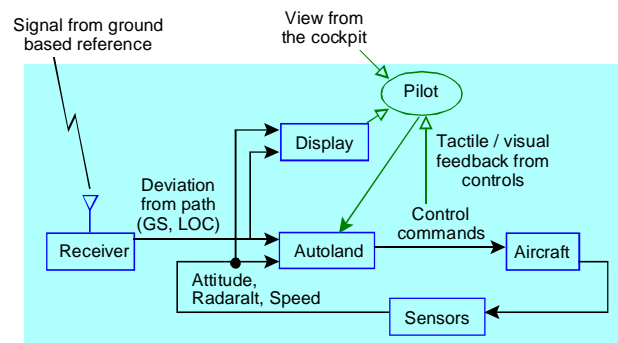 Signal from ground
based reference
View from
the cockpit
Pilot
Display
Tactile / visual
feedback from
controls
Deviation
from path
(GS, LOC)
Control
commands
Receiver
Autoland
Aircraft
Attitude,
Radaralt, Speed
Sensors